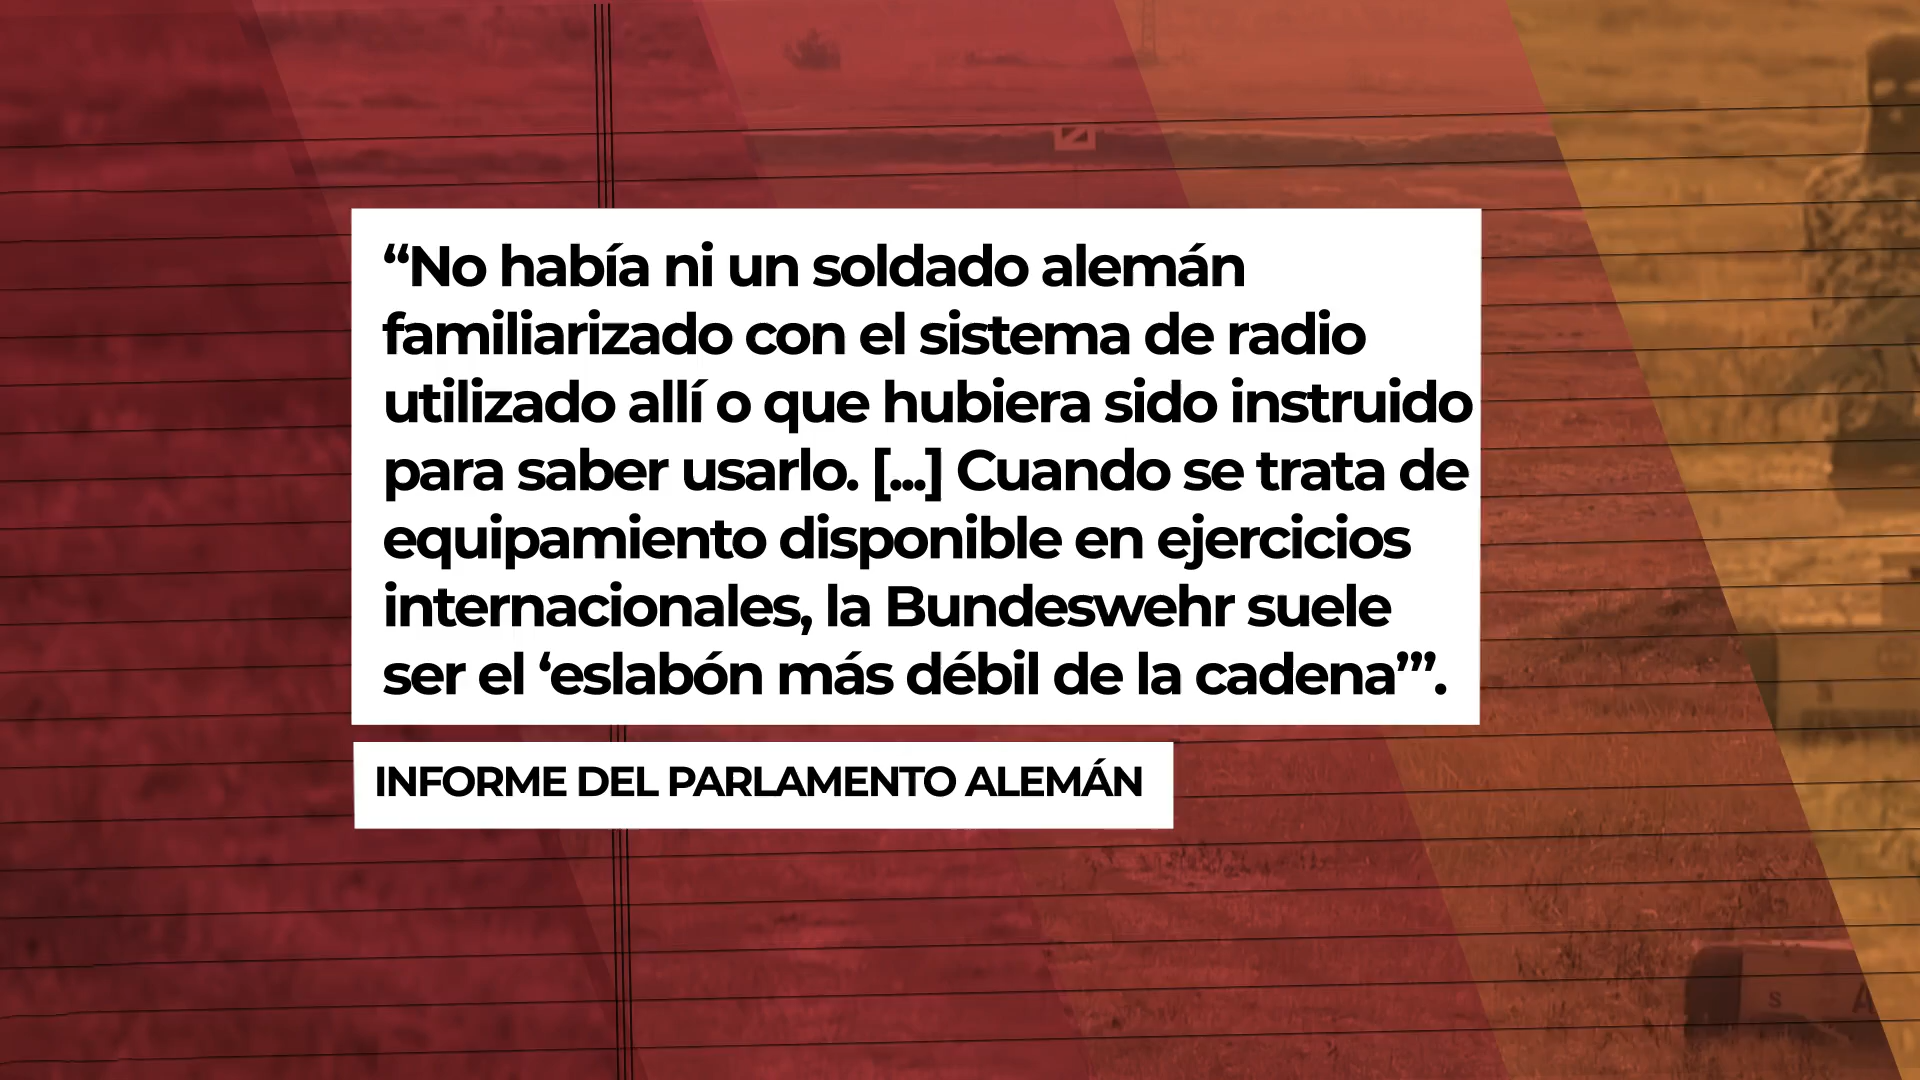 “No había ni un soldado alemán
familiarizado con el sistema de radio
utilizado allí o que hubiera sido instruido
para saber usarlo. [...] Cuando se trata de
equipamiento disponible en ejercicios
internacionales, la Bundeswehr suele
ser el ‘eslabón más débil de la cadena’”.
INFORME DEL PARLAMENTO ALEMÁN